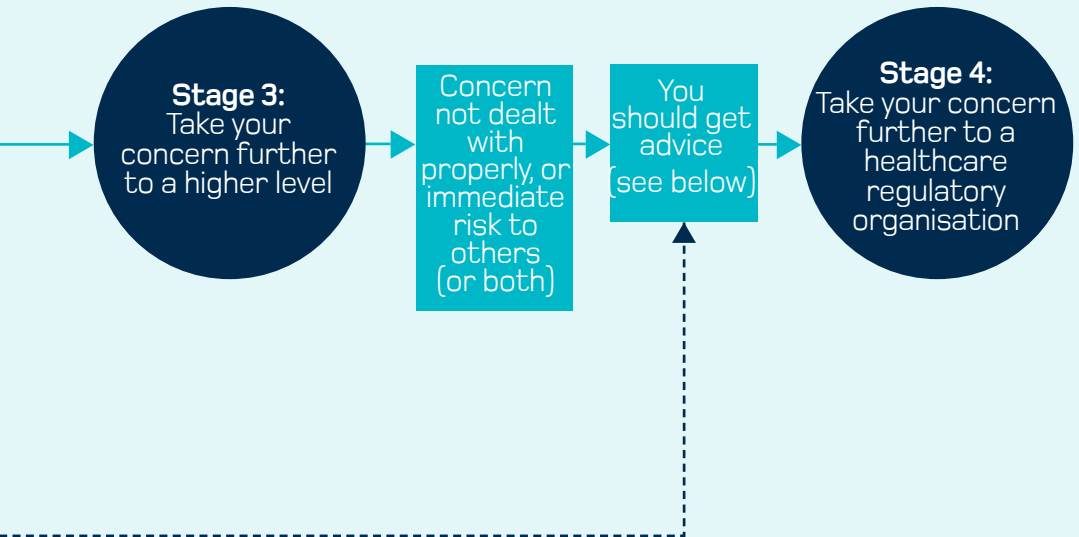 Stage 3:
Take your
concern further
to a higher level
Concern
not dealt
with
properly, or
immediate
risk to
others
(or both)
You
should get
advice
(see below)
Stage 4:
Take your concern
further to a
healthcare
regulatory
organisation